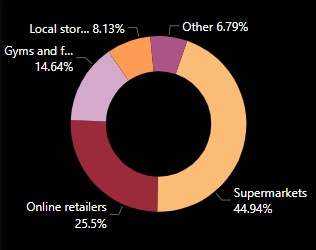 Local stor... 8.13%
Other 6.79%
Gyms and f...
14.64%
Online retailers
25.5%
Supermarkets
44.94%